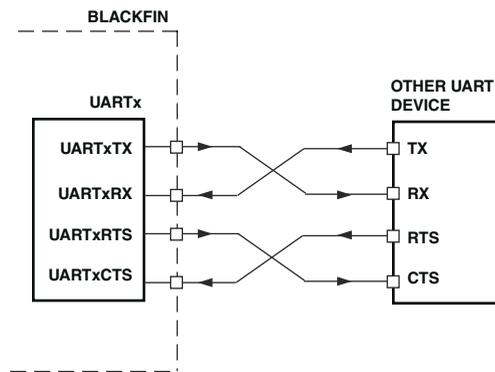 BLACKFIN
UARTx
UARTxTX
UARTxRX
UARTxRTS
UARTxCTS
OTHER UART
DEVICE
TX
RX
RTS
CTS